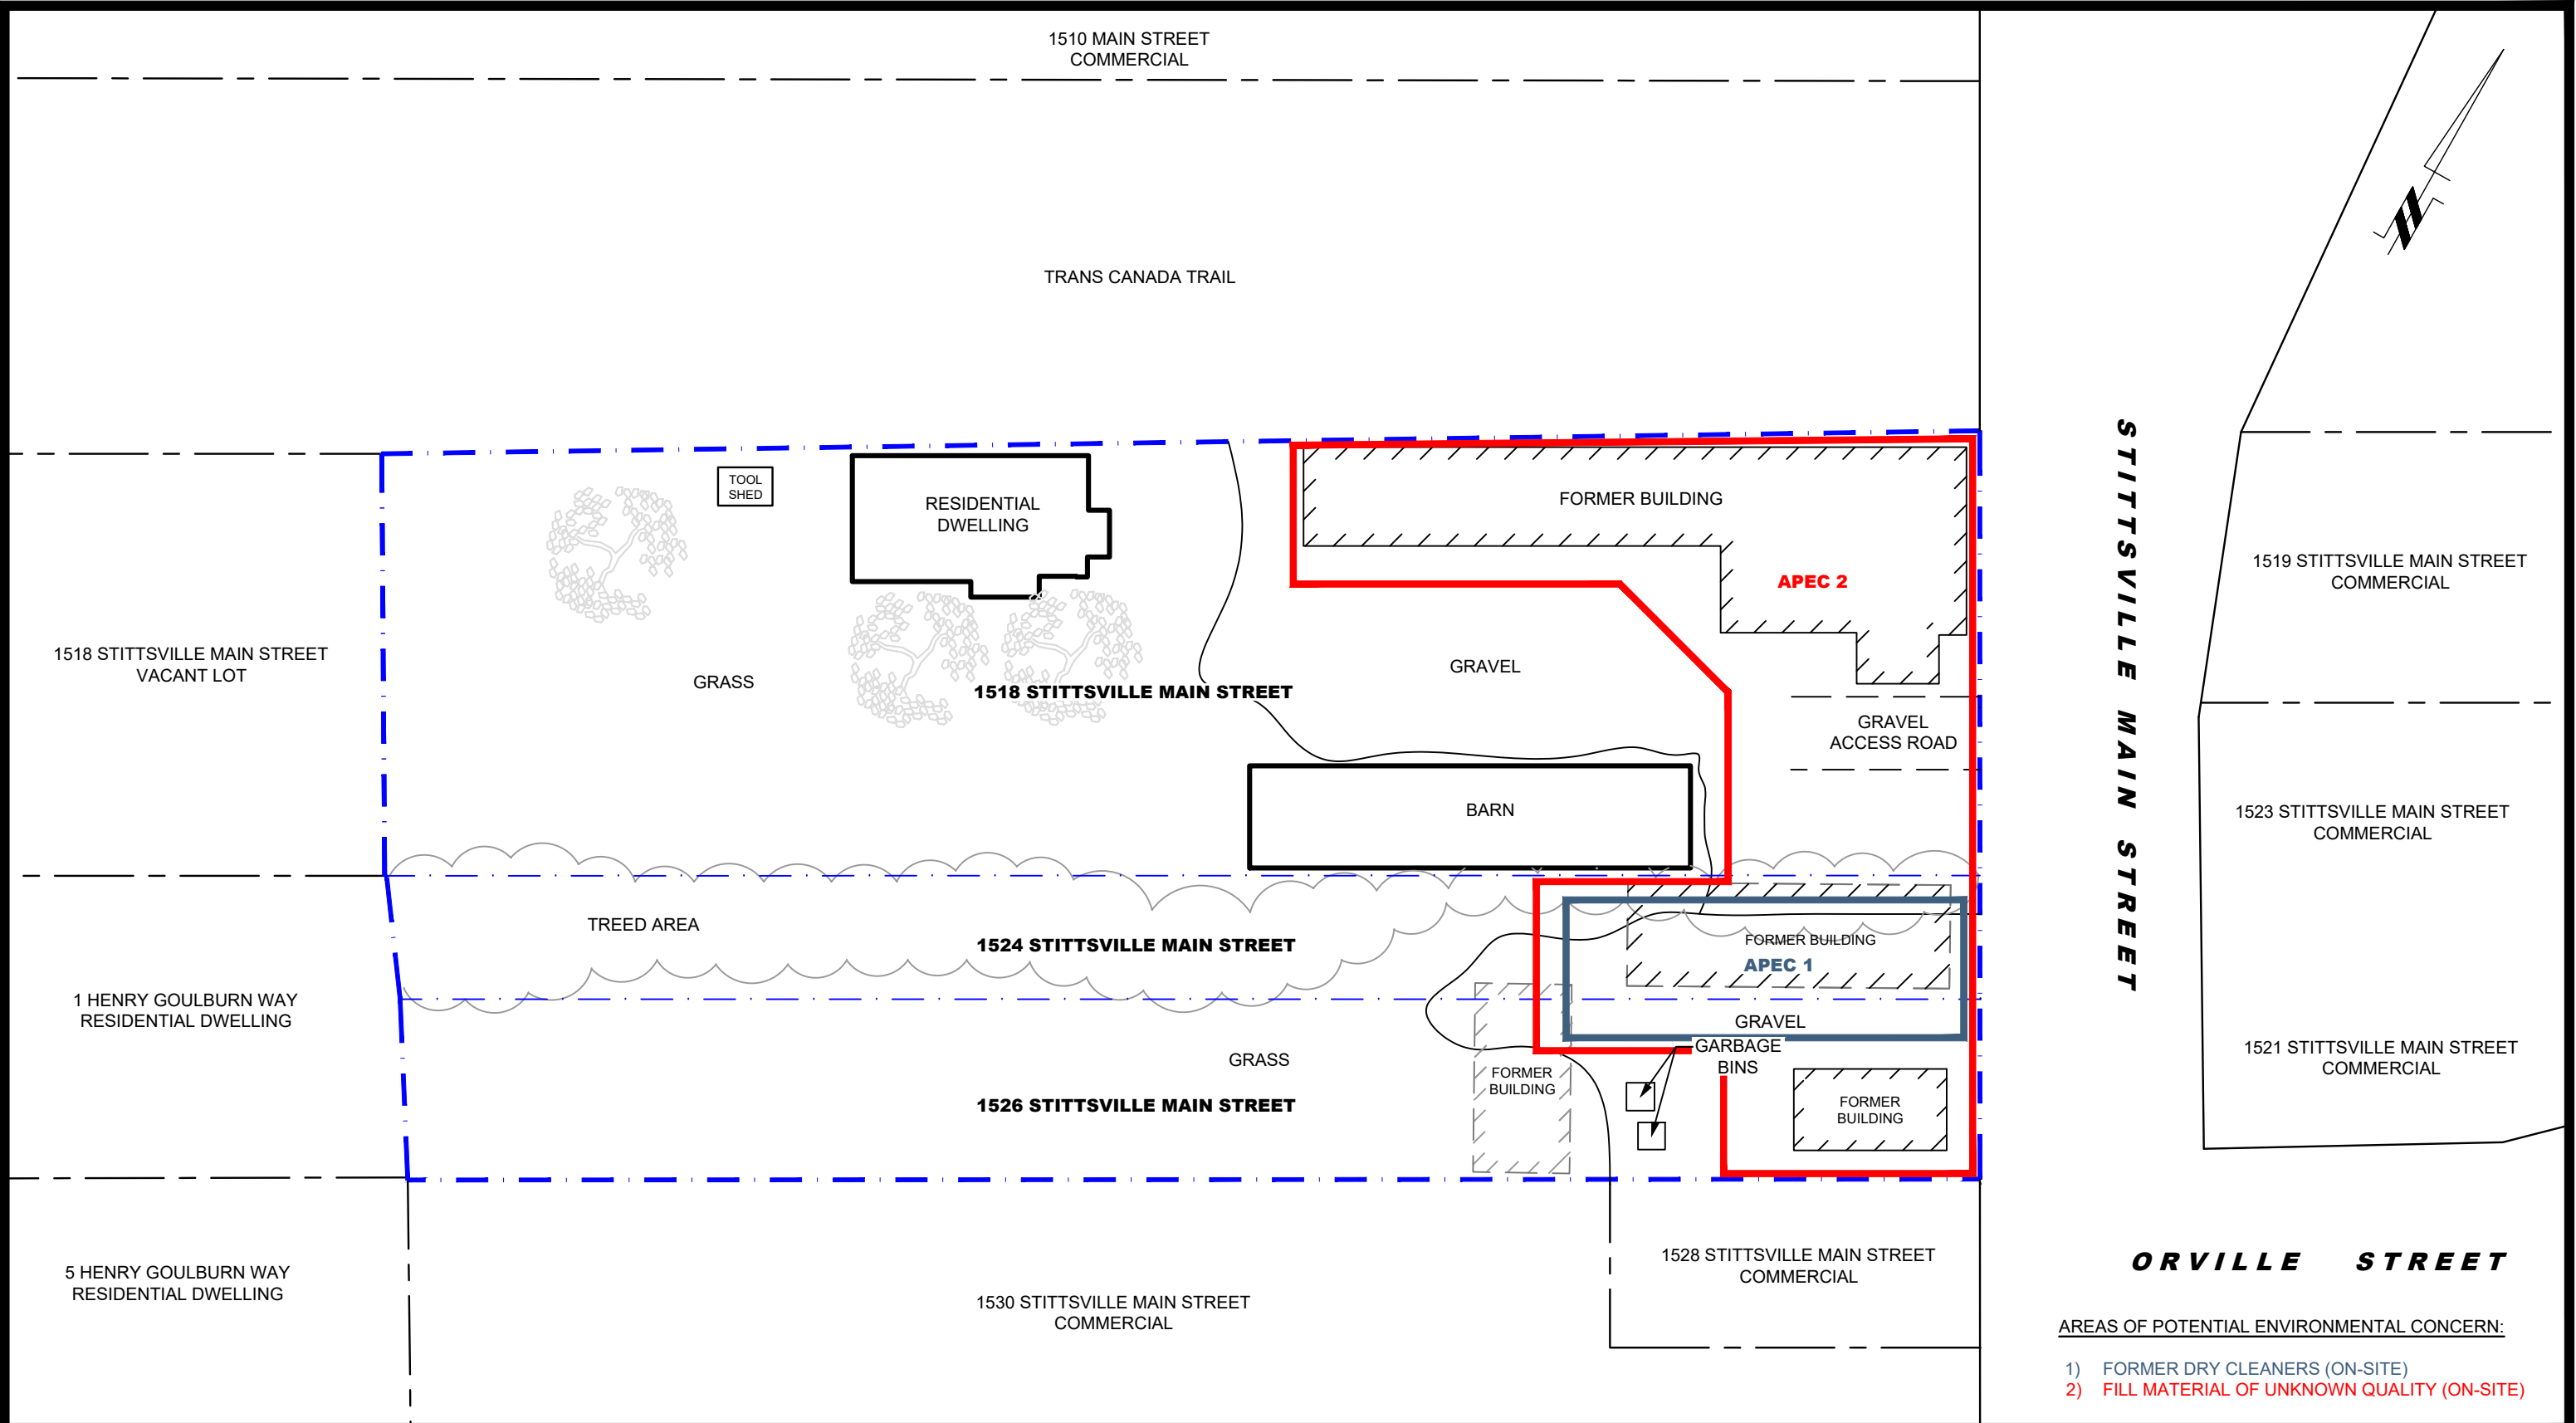 1510 MAIN STREET
COMMERCIAL
TRANS CANADA TRAIL
TOOL
SHED
RESIDENTIAL
DWELLING
FORMER BUILDING
APEC 2
1518 STITTSVILLE MAIN STREET
VACANT LOT
GRASS
1518 STITTSVILLE MAIN STREET
GRAVEL
GRAVEL
ACCESS ROAD
BARN
TREED AREA
1524 STITTSVILLE MAIN STREET
FORMER BUILDING
APEC 1
1 HENRY GOULBURN WAY
RESIDENTIAL DWELLING
GRAVEL
GRASS
GARBAGE
BINS
FORMER
BUILDING
1526 STITTSVILLE MAIN STREET
FORMER
BUILDING
5 HENRY GOULBURN WAY
RESIDENTIAL DWELLING
1530 STITTSVILLE MAIN STREET
COMMERCIAL
1528 STITTSVILLE MAIN STREET
COMMERCIAL
STITTSVILLE MAIN STREET
N
1519 STITTSVILLE MAIN STREET
COMMERCIAL
1523 STITTSVILLE MAIN STREET
COMMERCIAL
1521 STITTSVILLE MAIN STREET
COMMERCIAL
ORVILLE STREET
AREAS OF POTENTIAL ENVIRONMENTAL CONCERN:
1) FORMER DRY CLEANERS (ON-SITE)
2) FILL MATERIAL OF UNKNOWN QUALITY (ON-SITE)